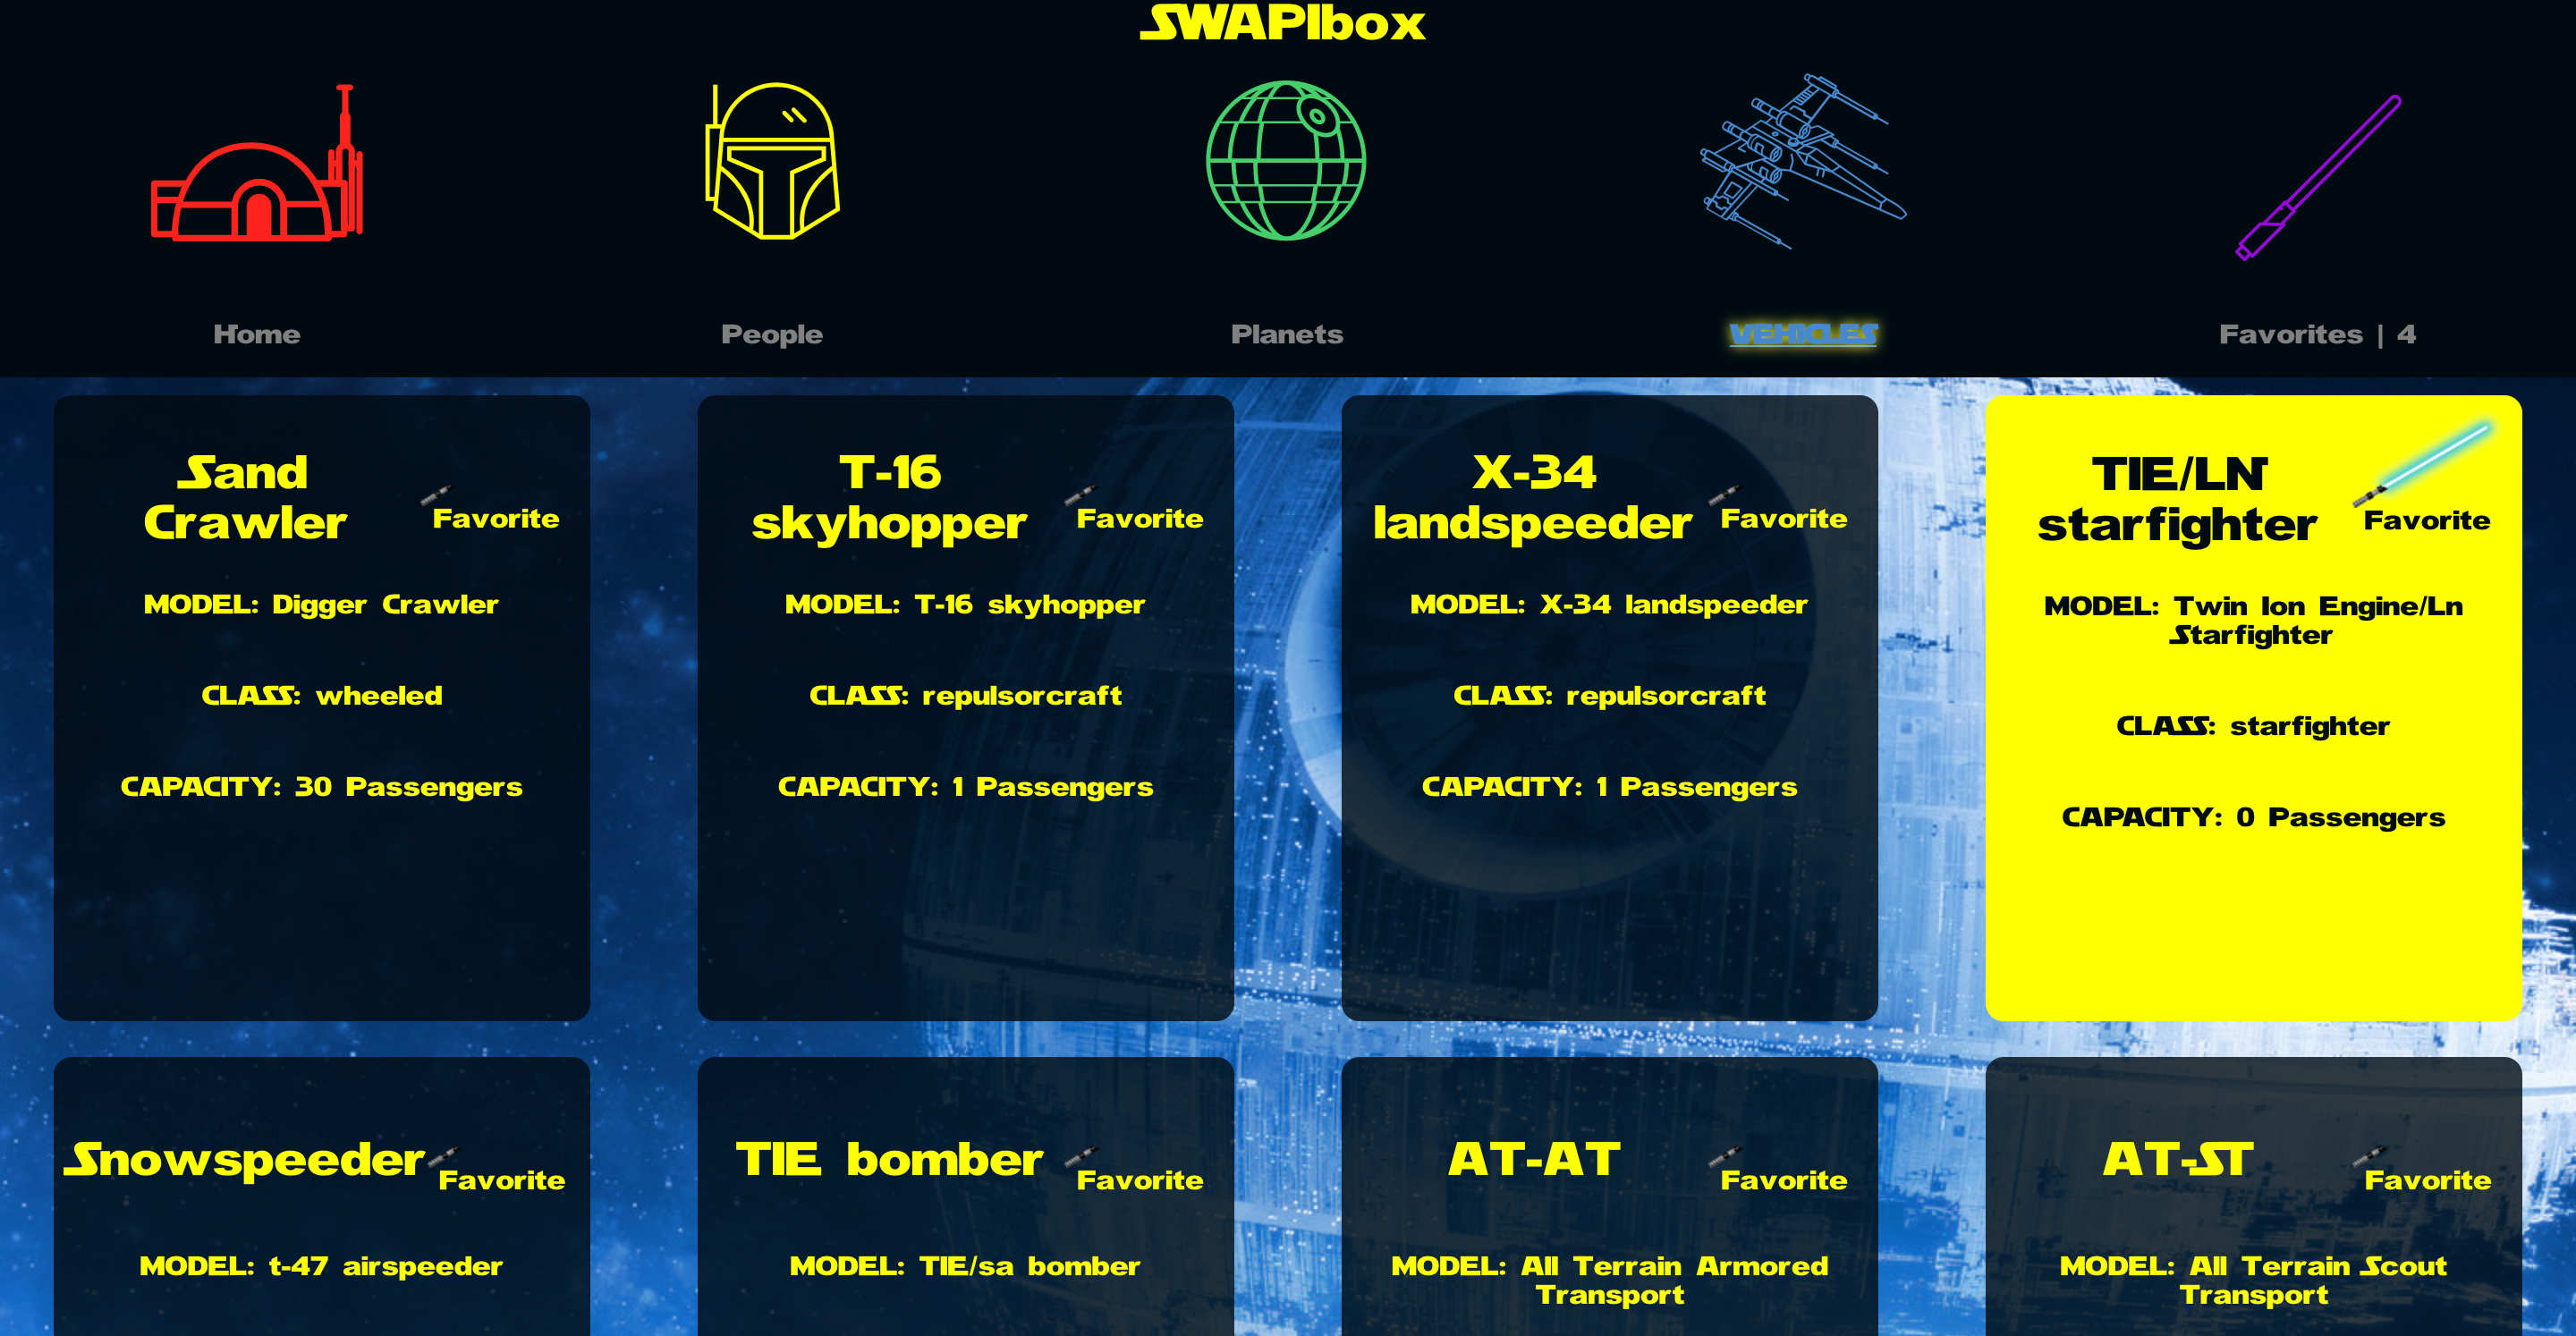 SWAPIbox
Home
People
Planets
VEHICLES
Favorites | 4
Sand
Crawler
Favorite
MODEL: Digger Crawler
CLASS: wheeled
CAPACITY: 30 Passengers
T-16
skyhopper
Favorite
MODEL: T-16 skyhopper
CLASS: repulsorcraft
CAPACITY: 1 Passengers
X-34
landspeeder
Favorite
MODEL: X-34 landspeeder
CLASS: repulsorcraft
CAPACITY: 1 Passengers
TIE/LN
starfighter
Favorite
MODEL: Twin Ion Engine/Ln
Starfighter
CLASS: starfighter
CAPACITY: 0 Passengers
Snowspeeder
Favorite
MODEL: t-47 airspeeder
TIE bomber
Favorite
MODEL: TIE/sa bomber
AT-AT
Favorite
MODEL: All Terrain Armored
Transport
AT-ST
Favorite
MODEL: All Terrain Scout
Transport